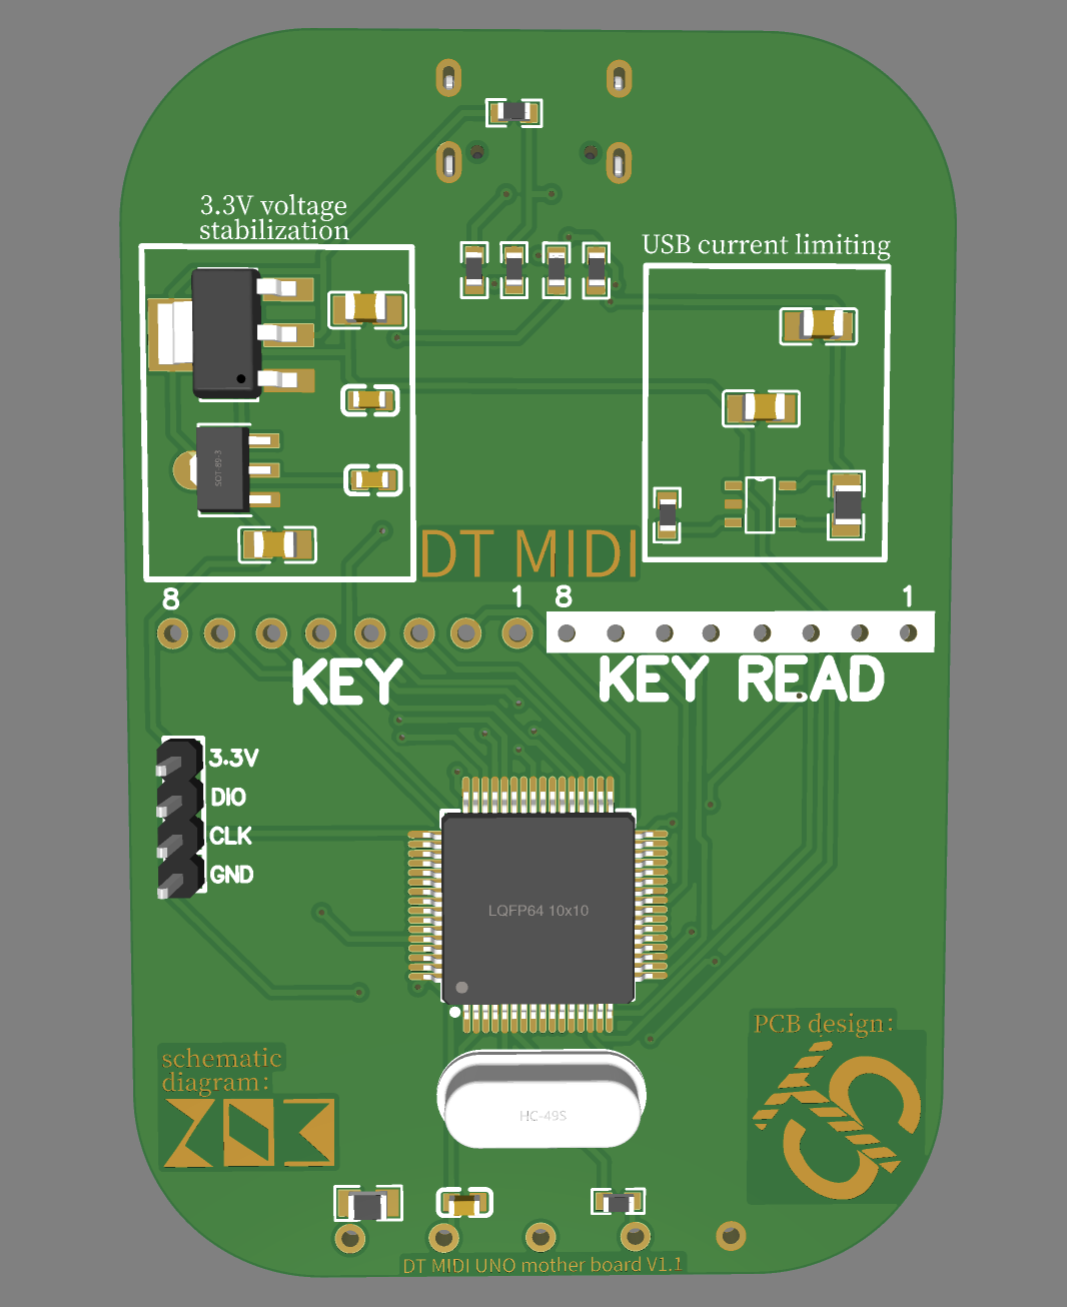 3.3V voltage
stabilization
USB current limiting
SOT-89-3
DT MIDI
8
1
8
1
KEY
KEY READ
3.3V
DIO
CLK
GND
LQFP64 10x10
PCB design:
schematic
diagram:
HC-49S
DT MIDI UNO mother board V1.1